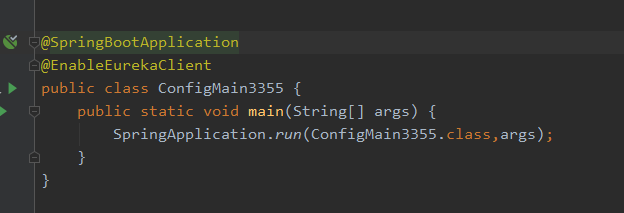 @SpringBootApplication
@EnableEurekaClient
public class ConfigMain3355 {
    public static void main(String[] args) {
        SpringApplication.run(ConfigMain3355.class,args);
    }
}